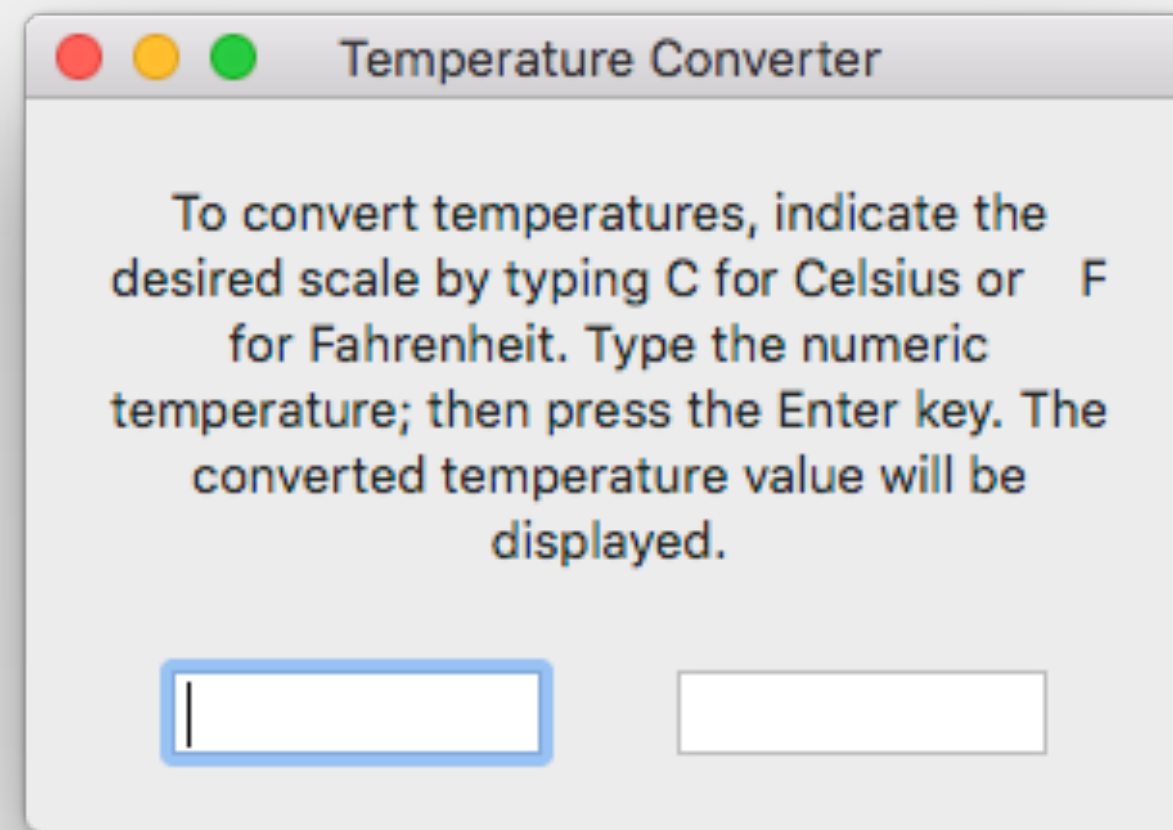 Temperature Converter
To convert temperatures, indicate the
desired scale by typing C for Celsius or    F
for Fahrenheit. Type the numeric
temperature; then press the Enter key. The
converted temperature value will be
displayed.